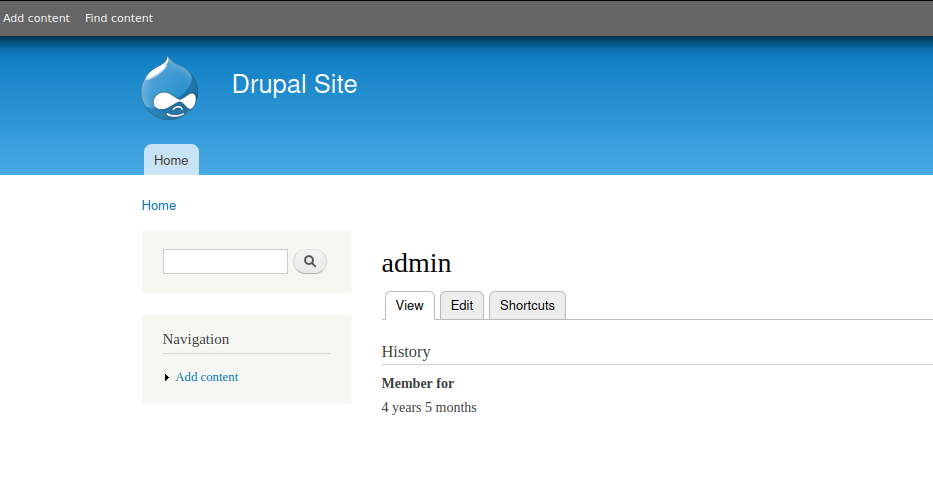 Add content Find content
Drupal Site
Home
Home
admin
View Edit Shortcuts
Navigation
Add content
History
Member for
4 years 5 months